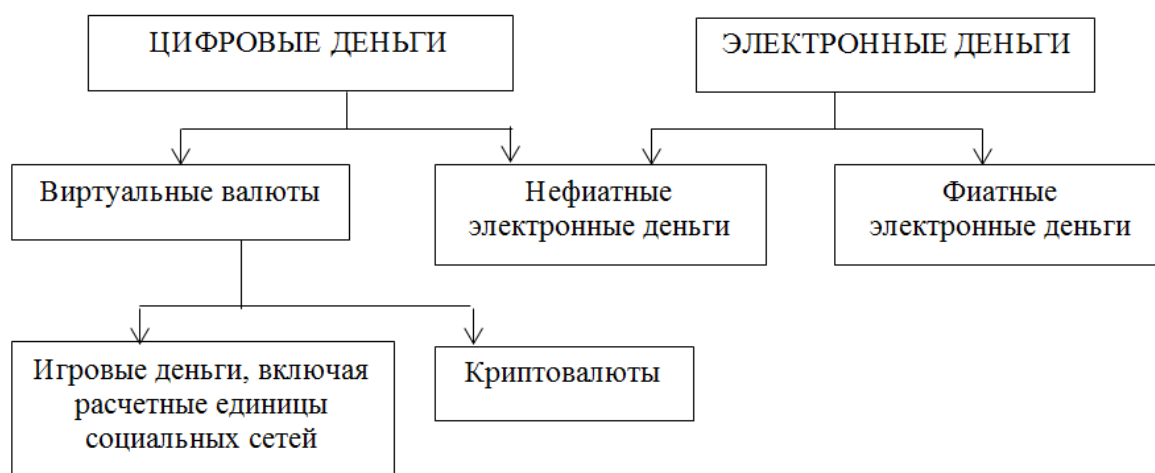 ЦИФРОВЫЕ ДЕНЬГИ
ЭЛЕКТРОННЫЕ ДЕНЬГИ
Виртуальные валюты
Нефиатные
электронные деньги
Фиатные
электронные деньги
Игровые деньги, включая
расчетные единицы
социальных сетей
Криптовалюты